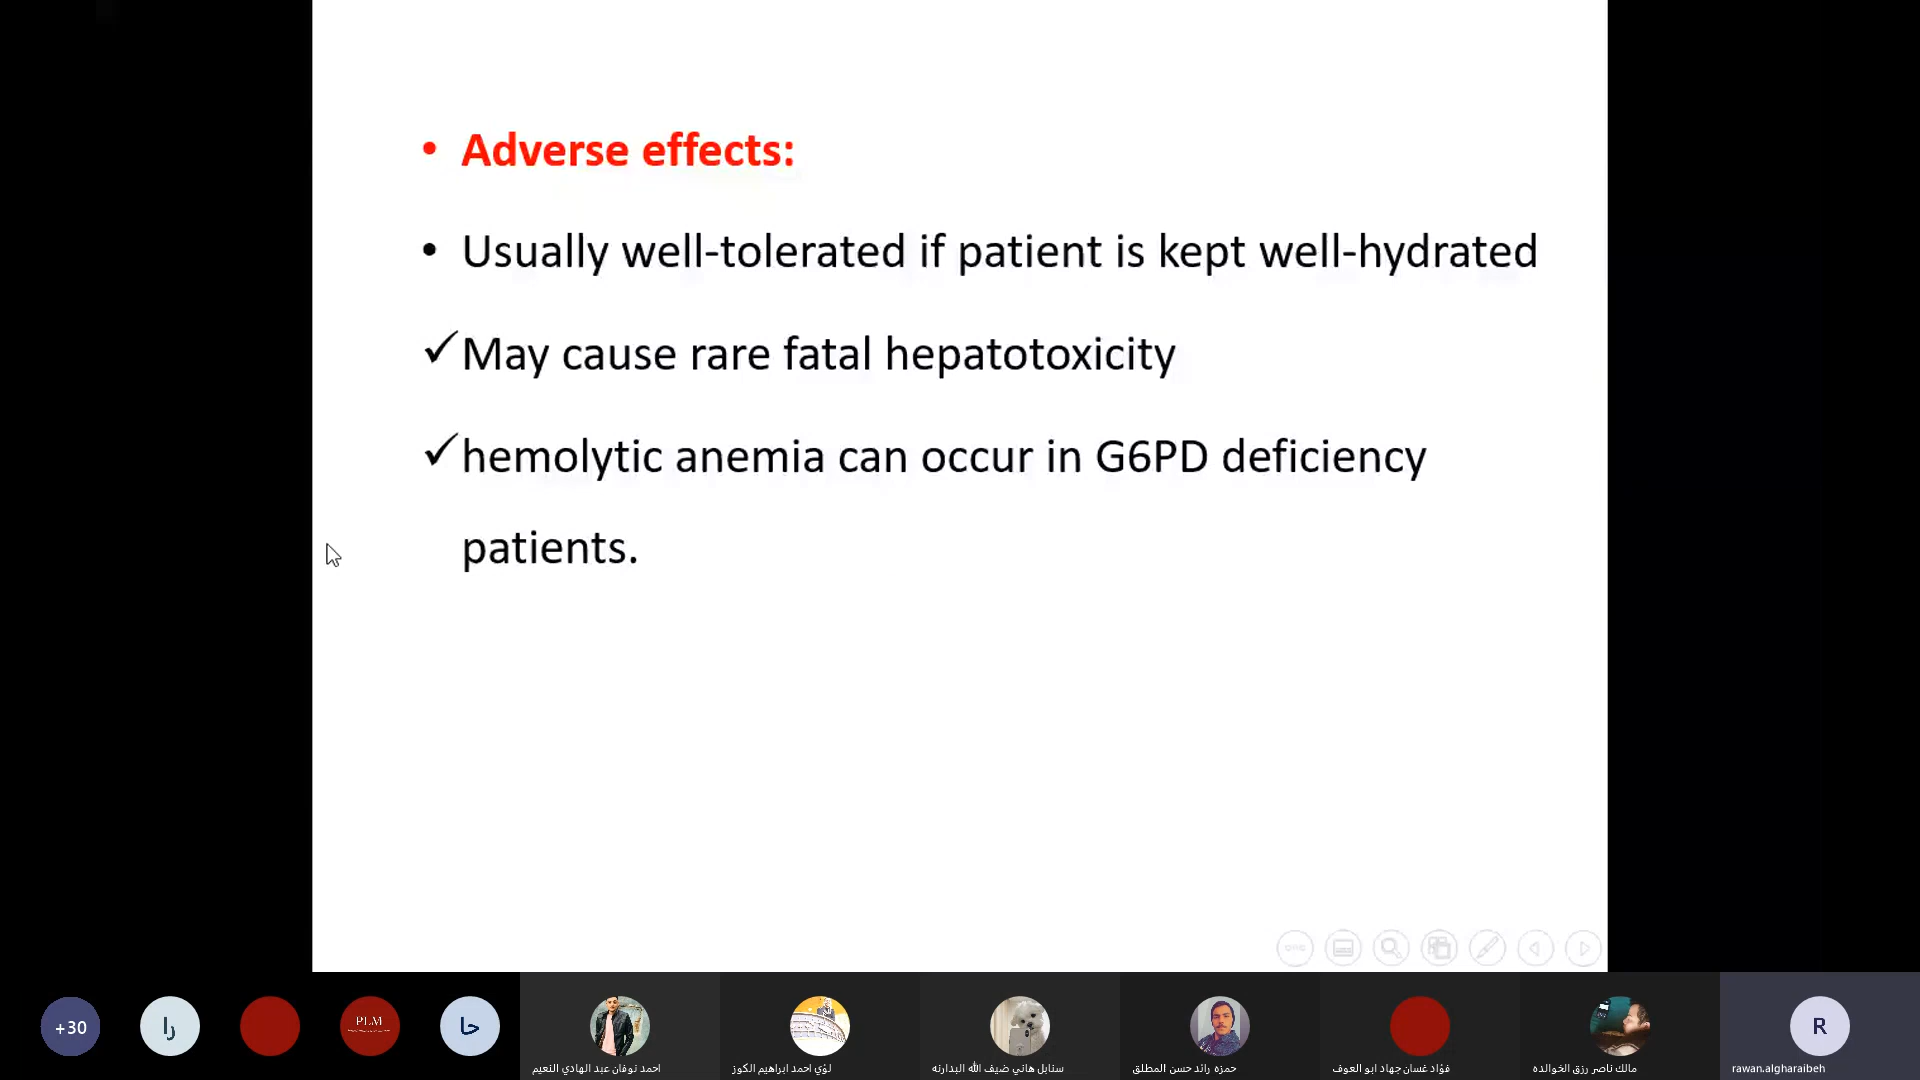 • Adverse effects:
• Usually well-tolerated if patient is kept well-hydrated
✓ May cause rare fatal hepatotoxicity
✓ hemolytic anemia can occur in G6PD deficiency
patients.
+30
را
PLM
حا
R
احمد نوفان عبد الهادي النعيم
لؤي احمد ابراهيم الكوز
سنابل هاني ضيف الله البدارنه
حمزه رائد حسن المطلق
فؤاد غسان جهاد ابو العوف
مالك ناصر رزق الخوالده
rawan.algharaibeh